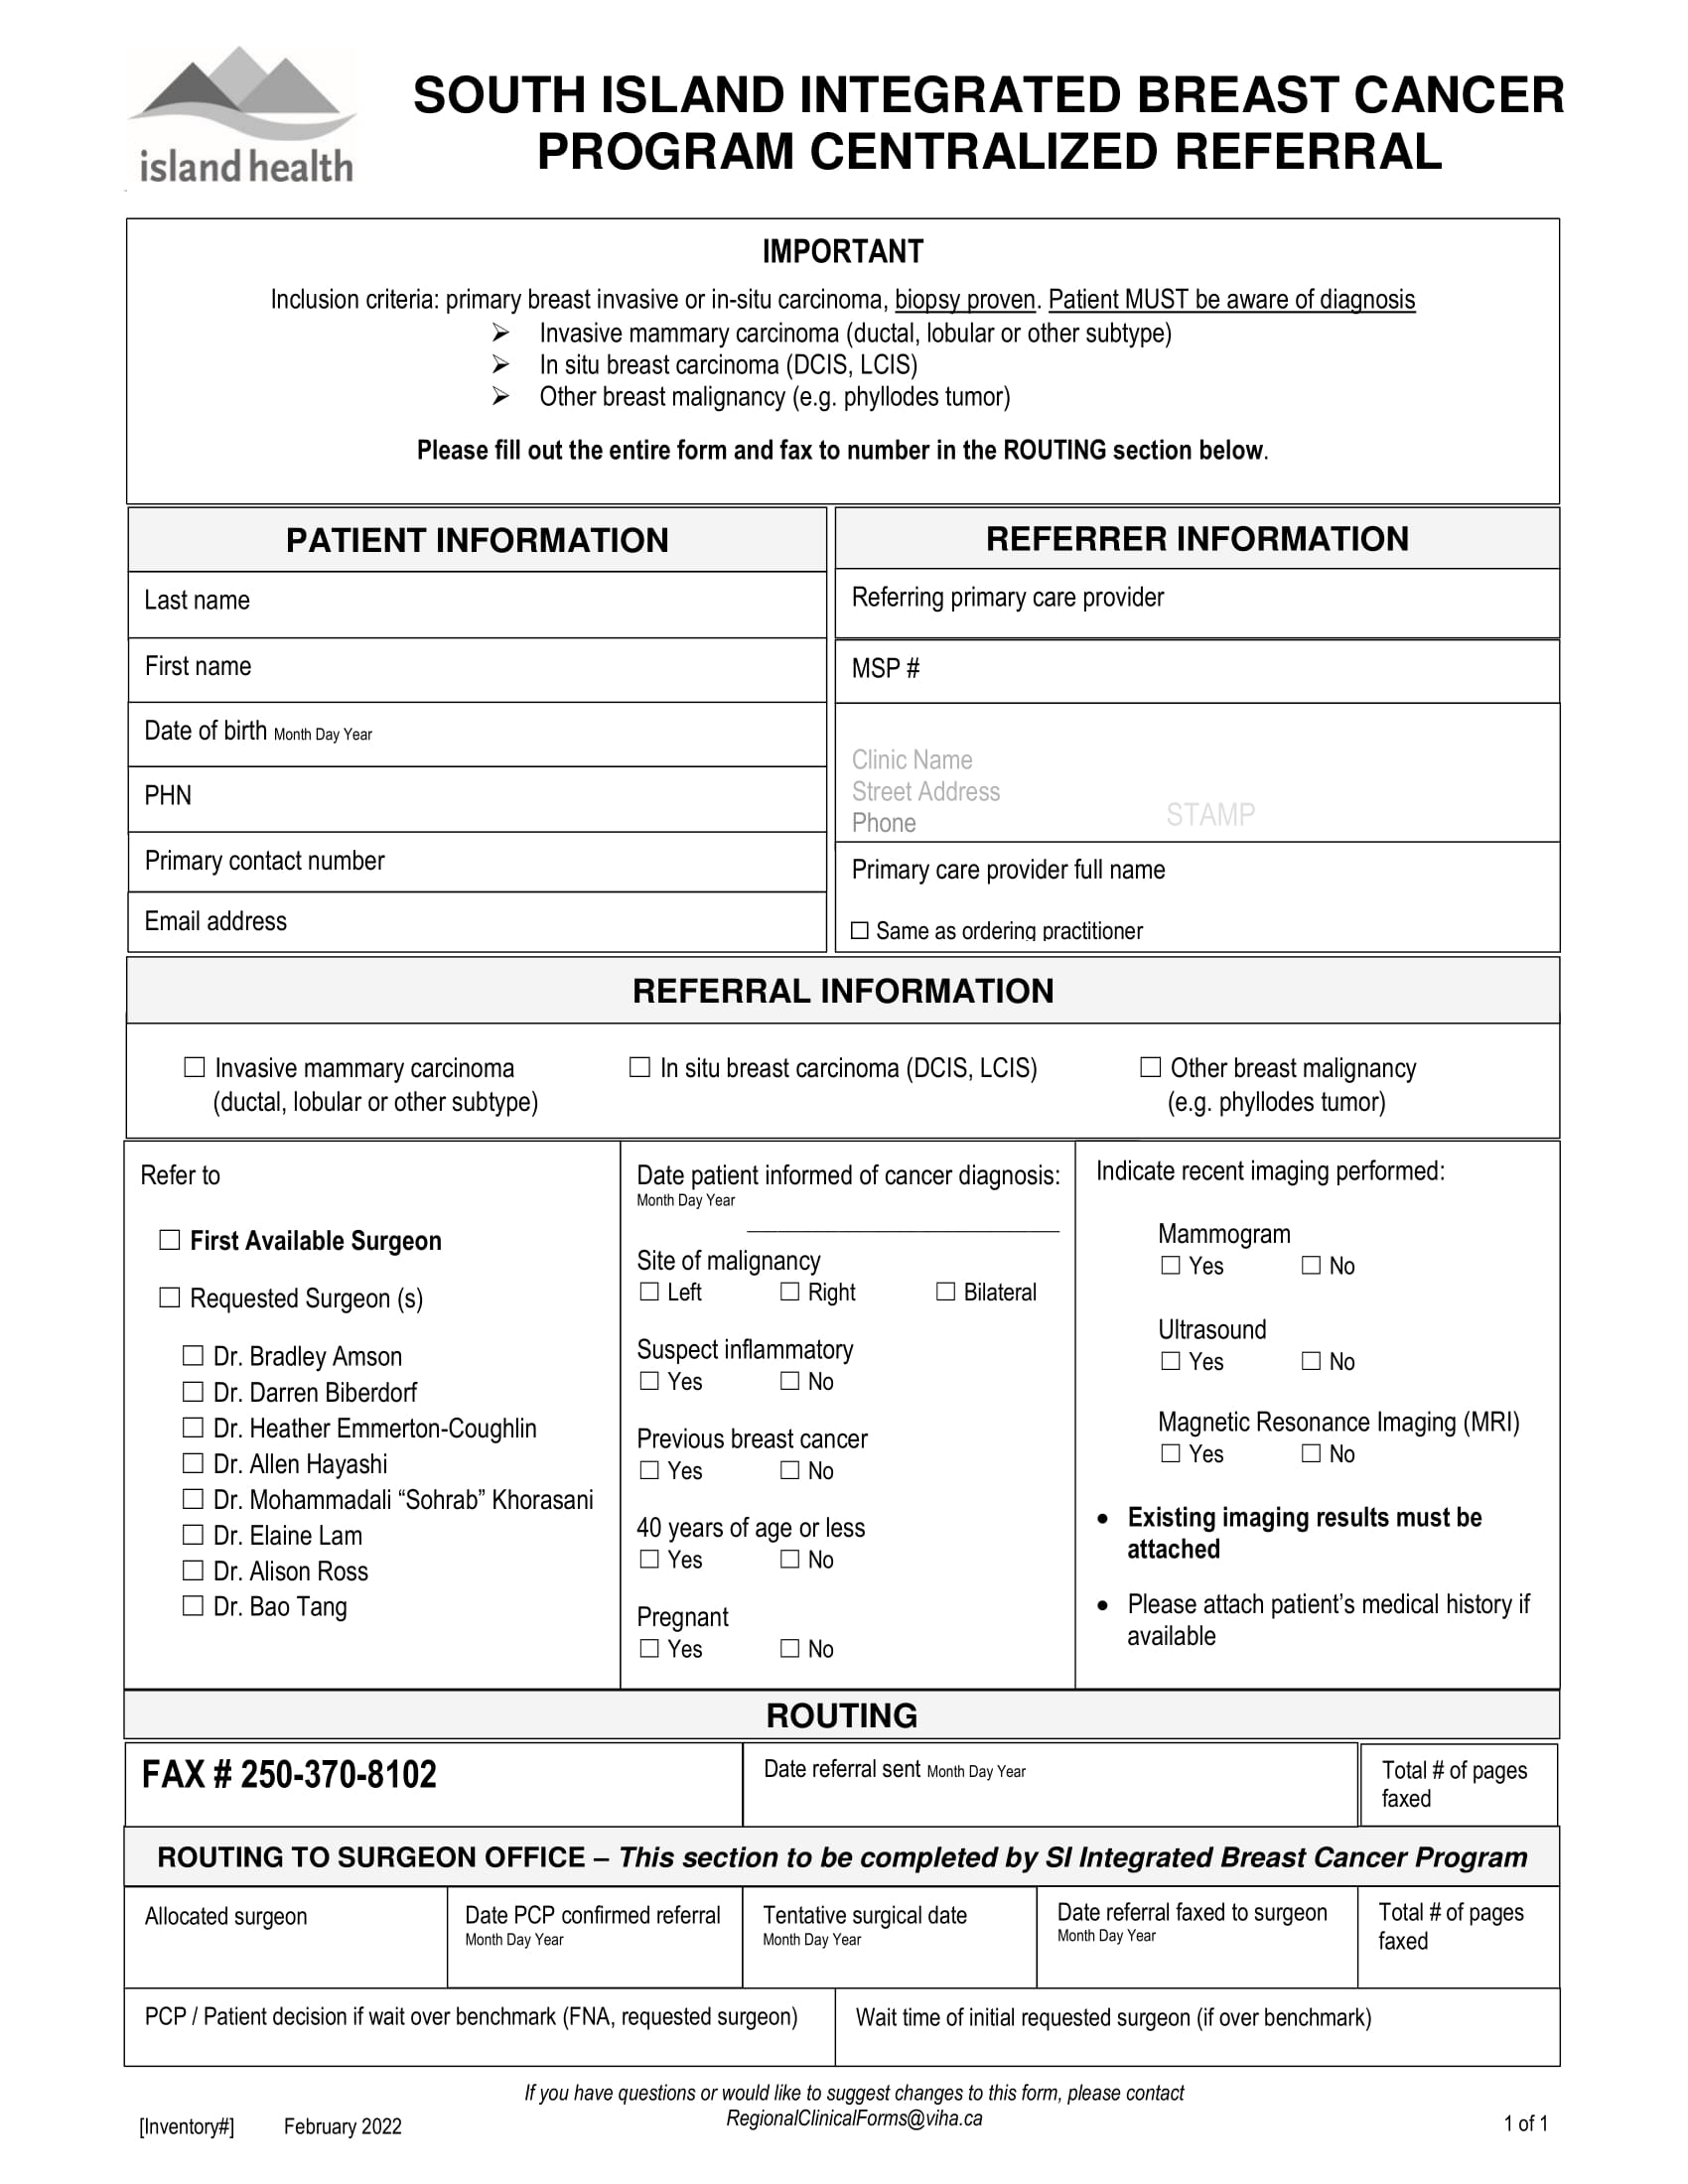 island health
SOUTH ISLAND INTEGRATED BREAST CANCER
PROGRAM CENTRALIZED REFERRAL
IMPORTANT
Inclusion criteria: primary breast invasive or in-situ carcinoma, biopsy proven. Patient MUST be aware of diagnosis
➢ Invasive mammary carcinoma (ductal, lobular or other subtype)
➢ In situ breast carcinoma (DCIS, LCIS)
➢ Other breast malignancy (e.g. phyllodes tumor)
Please fill out the entire form and fax to number in the ROUTING section below.
PATIENT INFORMATION
Last name
First name
Date of birth Month Day Year
PHN
Primary contact number
Email address
REFERRER INFORMATION
Referring primary care provider
MSP #
Clinic Name
Street Address
Phone
STAMP
Primary care provider full name
☐ Same as ordering practitioner
REFERRAL INFORMATION
☐ Invasive mammary carcinoma
(ductal, lobular or other subtype)
☐ In situ breast carcinoma (DCIS, LCIS)
☐ Other breast malignancy
(e.g. phyllodes tumor)
Refer to
☐ First Available Surgeon
☐ Requested Surgeon (s)
☐ Dr. Bradley Amson
☐ Dr. Darren Biberdorf
☐ Dr. Heather Emmerton-Coughlin
☐ Dr. Allen Hayashi
☐ Dr. Mohammadali “Sohrab” Khorasani
☐ Dr. Elaine Lam
☐ Dr. Alison Ross
☐ Dr. Bao Tang
Date patient informed of cancer diagnosis:
Month Day Year
Site of malignancy
☐ Left ☐ Right ☐ Bilateral
Suspect inflammatory
☐ Yes ☐ No
Previous breast cancer
☐ Yes ☐ No
40 years of age or less
☐ Yes ☐ No
Pregnant
☐ Yes ☐ No
Indicate recent imaging performed:
Mammogram
☐ Yes ☐ No
Ultrasound
☐ Yes ☐ No
Magnetic Resonance Imaging (MRI)
☐ Yes ☐ No
• Existing imaging results must be
attached
• Please attach patient’s medical history if
available
ROUTING
FAX # 250-370-8102
Date referral sent Month Day Year
Total # of pages
faxed
ROUTING TO SURGEON OFFICE – This section to be completed by SI Integrated Breast Cancer Program
Allocated surgeon
Date PCP confirmed referral
Month Day Year
Tentative surgical date
Month Day Year
Date referral faxed to surgeon
Month Day Year
Total # of pages
faxed
PCP / Patient decision if wait over benchmark (FNA, requested surgeon)
Wait time of initial requested surgeon (if over benchmark)
If you have questions or would like to suggest changes to this form, please contact
RegionalClinicalForms@viha.ca
[Inventory#] February 2022
1 of 1